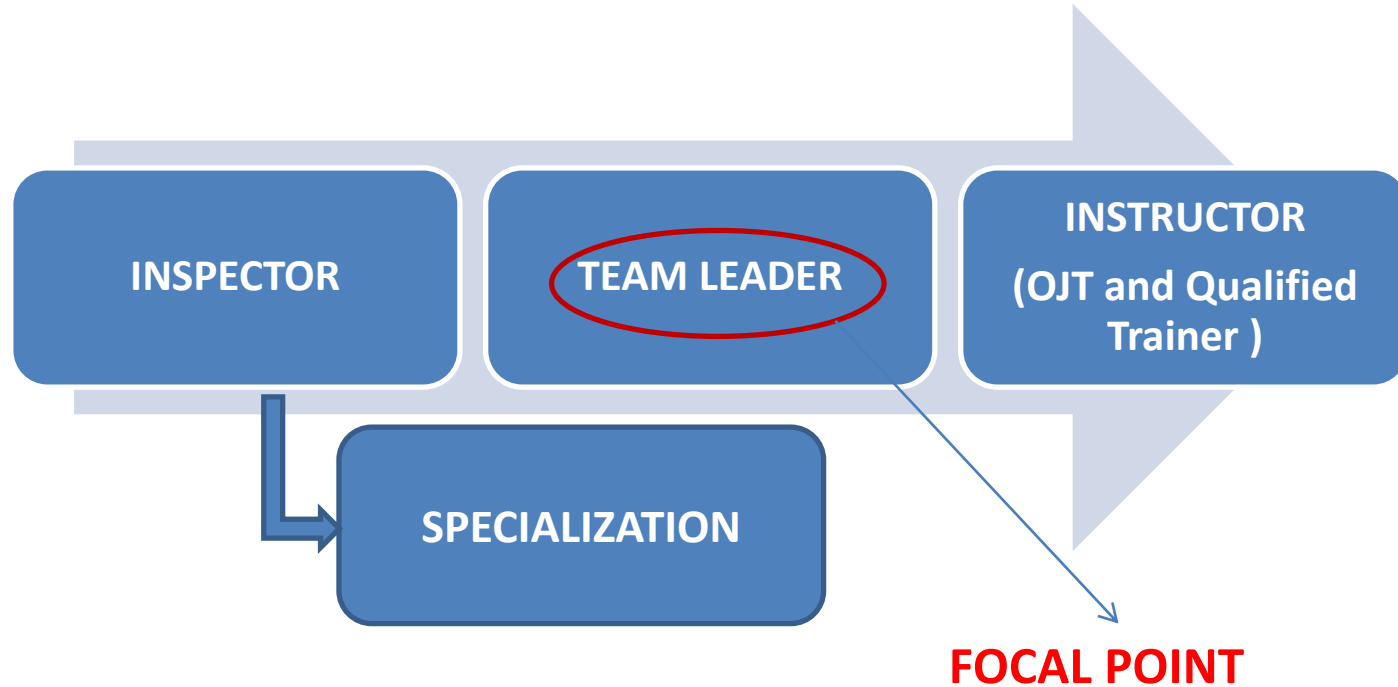 INSPECTOR
TEAM LEADER
INSTRUCTOR
(OJT and Qualified
Trainer )
SPECIALIZATION
FOCAL POINT